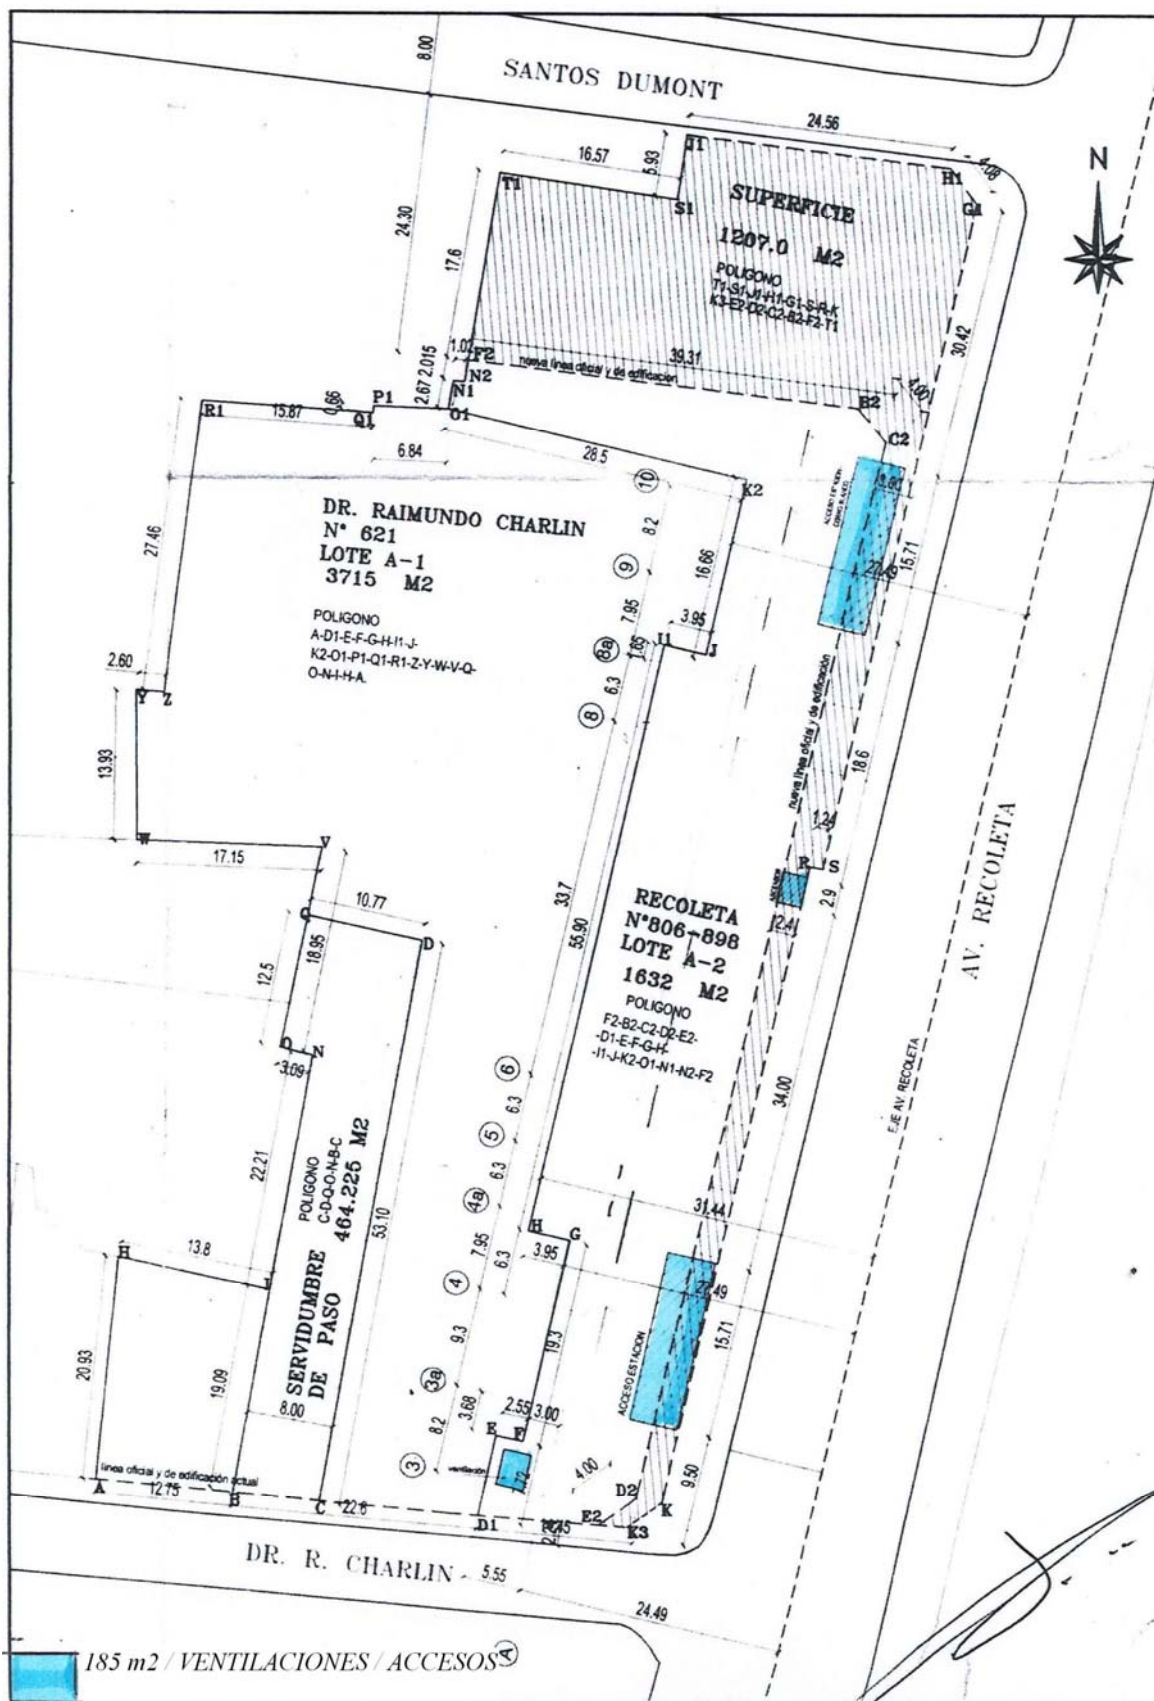 SANTOS DUMONT
8.00
24.56
16.57
5.93
J1
H1
4.08
G1
T1
S1
SUPERFICIE
1207.0 M2
POLIGONO
T1-S1-J1-H1-G1-S-R-K
K3-E2-D2-C2-B2-F2-T1
N
24.30
17.6
30.42
1.02
2.015
2.67
F2
N2
N1
O1
39.31
nueva linea oficial y de edificacion
4.00
B2
C2
R1
15.87
0.66
P1
Q1
6.84
28.5
10
K2
DR. RAIMUNDO CHARLIN
N° 621
LOTE A-1
3715 M2
POLIGONO
A-D1-E-F-G-H-I1-J-
K2-O1-P1-Q1-R1-Z-Y-W-V-Q-
O-N-I-H-A.
27.46
8.2
9
16.66
15.71
27.49
7.95
3.95
8a
1.65
I1
J
6.3
8
2.60
Y
Z
13.93
W
17.15
V
nueva línea oficial y de edificación
18.6
1.24
R
S
2.9
2.4
33.7
55.90
RECOLETA
N°806-898
LOTE A-2
1632 M2
POLIGONO
F2-B2-C2-D2-E2-
-D1-E-F-G-H-
-I1-J-K2-O1-N1-N2-F2
AV. RECOLETA
EJE AV. RECOLETA
10.77
Q
D
18.95
12.5
O
N
3.09
6
6.3
5
6.3
4a
7.95
6.3
4
34.00
31.44
22.21
POLIGONO
C-D-Q-O-N-B-C
464.225 M2
SERVIDUMBRE
DE PASO
53.10
H
13.8
I
20.93
19.09
8.00
H
G
3.95
19.3
15.71
ACCESO ESTACION
9.3
3a
3.68
2.55
3.00
8.2
3
E
F
ventilación
4.00
D2
K
9.50
linea oficial y de edificación actual
A
12.75
B
C
22.6
D1
E2
K3
DR. R. CHARLIN
5.55
24.49
A
185 m2 / VENTILACIONES / ACCESOS